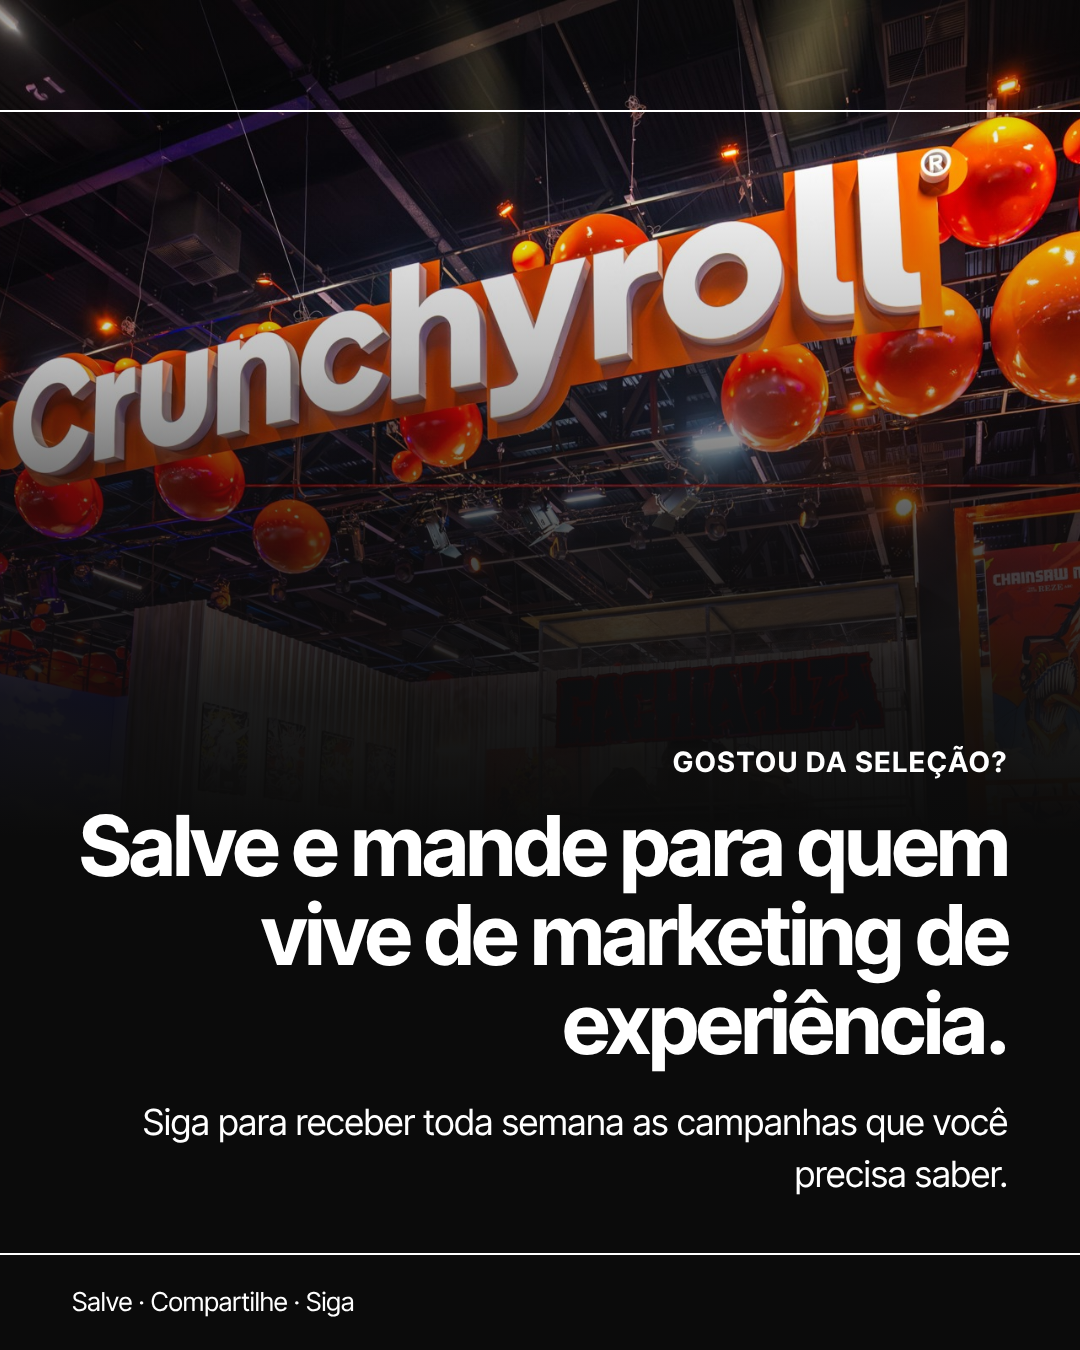 Crunchyroll®
CHAINSAW
GOSTOU DA SELEÇÃO?
Salve e mande para quem
vive de marketing de
experiência.
Siga para receber toda semana as campanhas que você
precisa saber.
Salve · Compartilhe · Siga